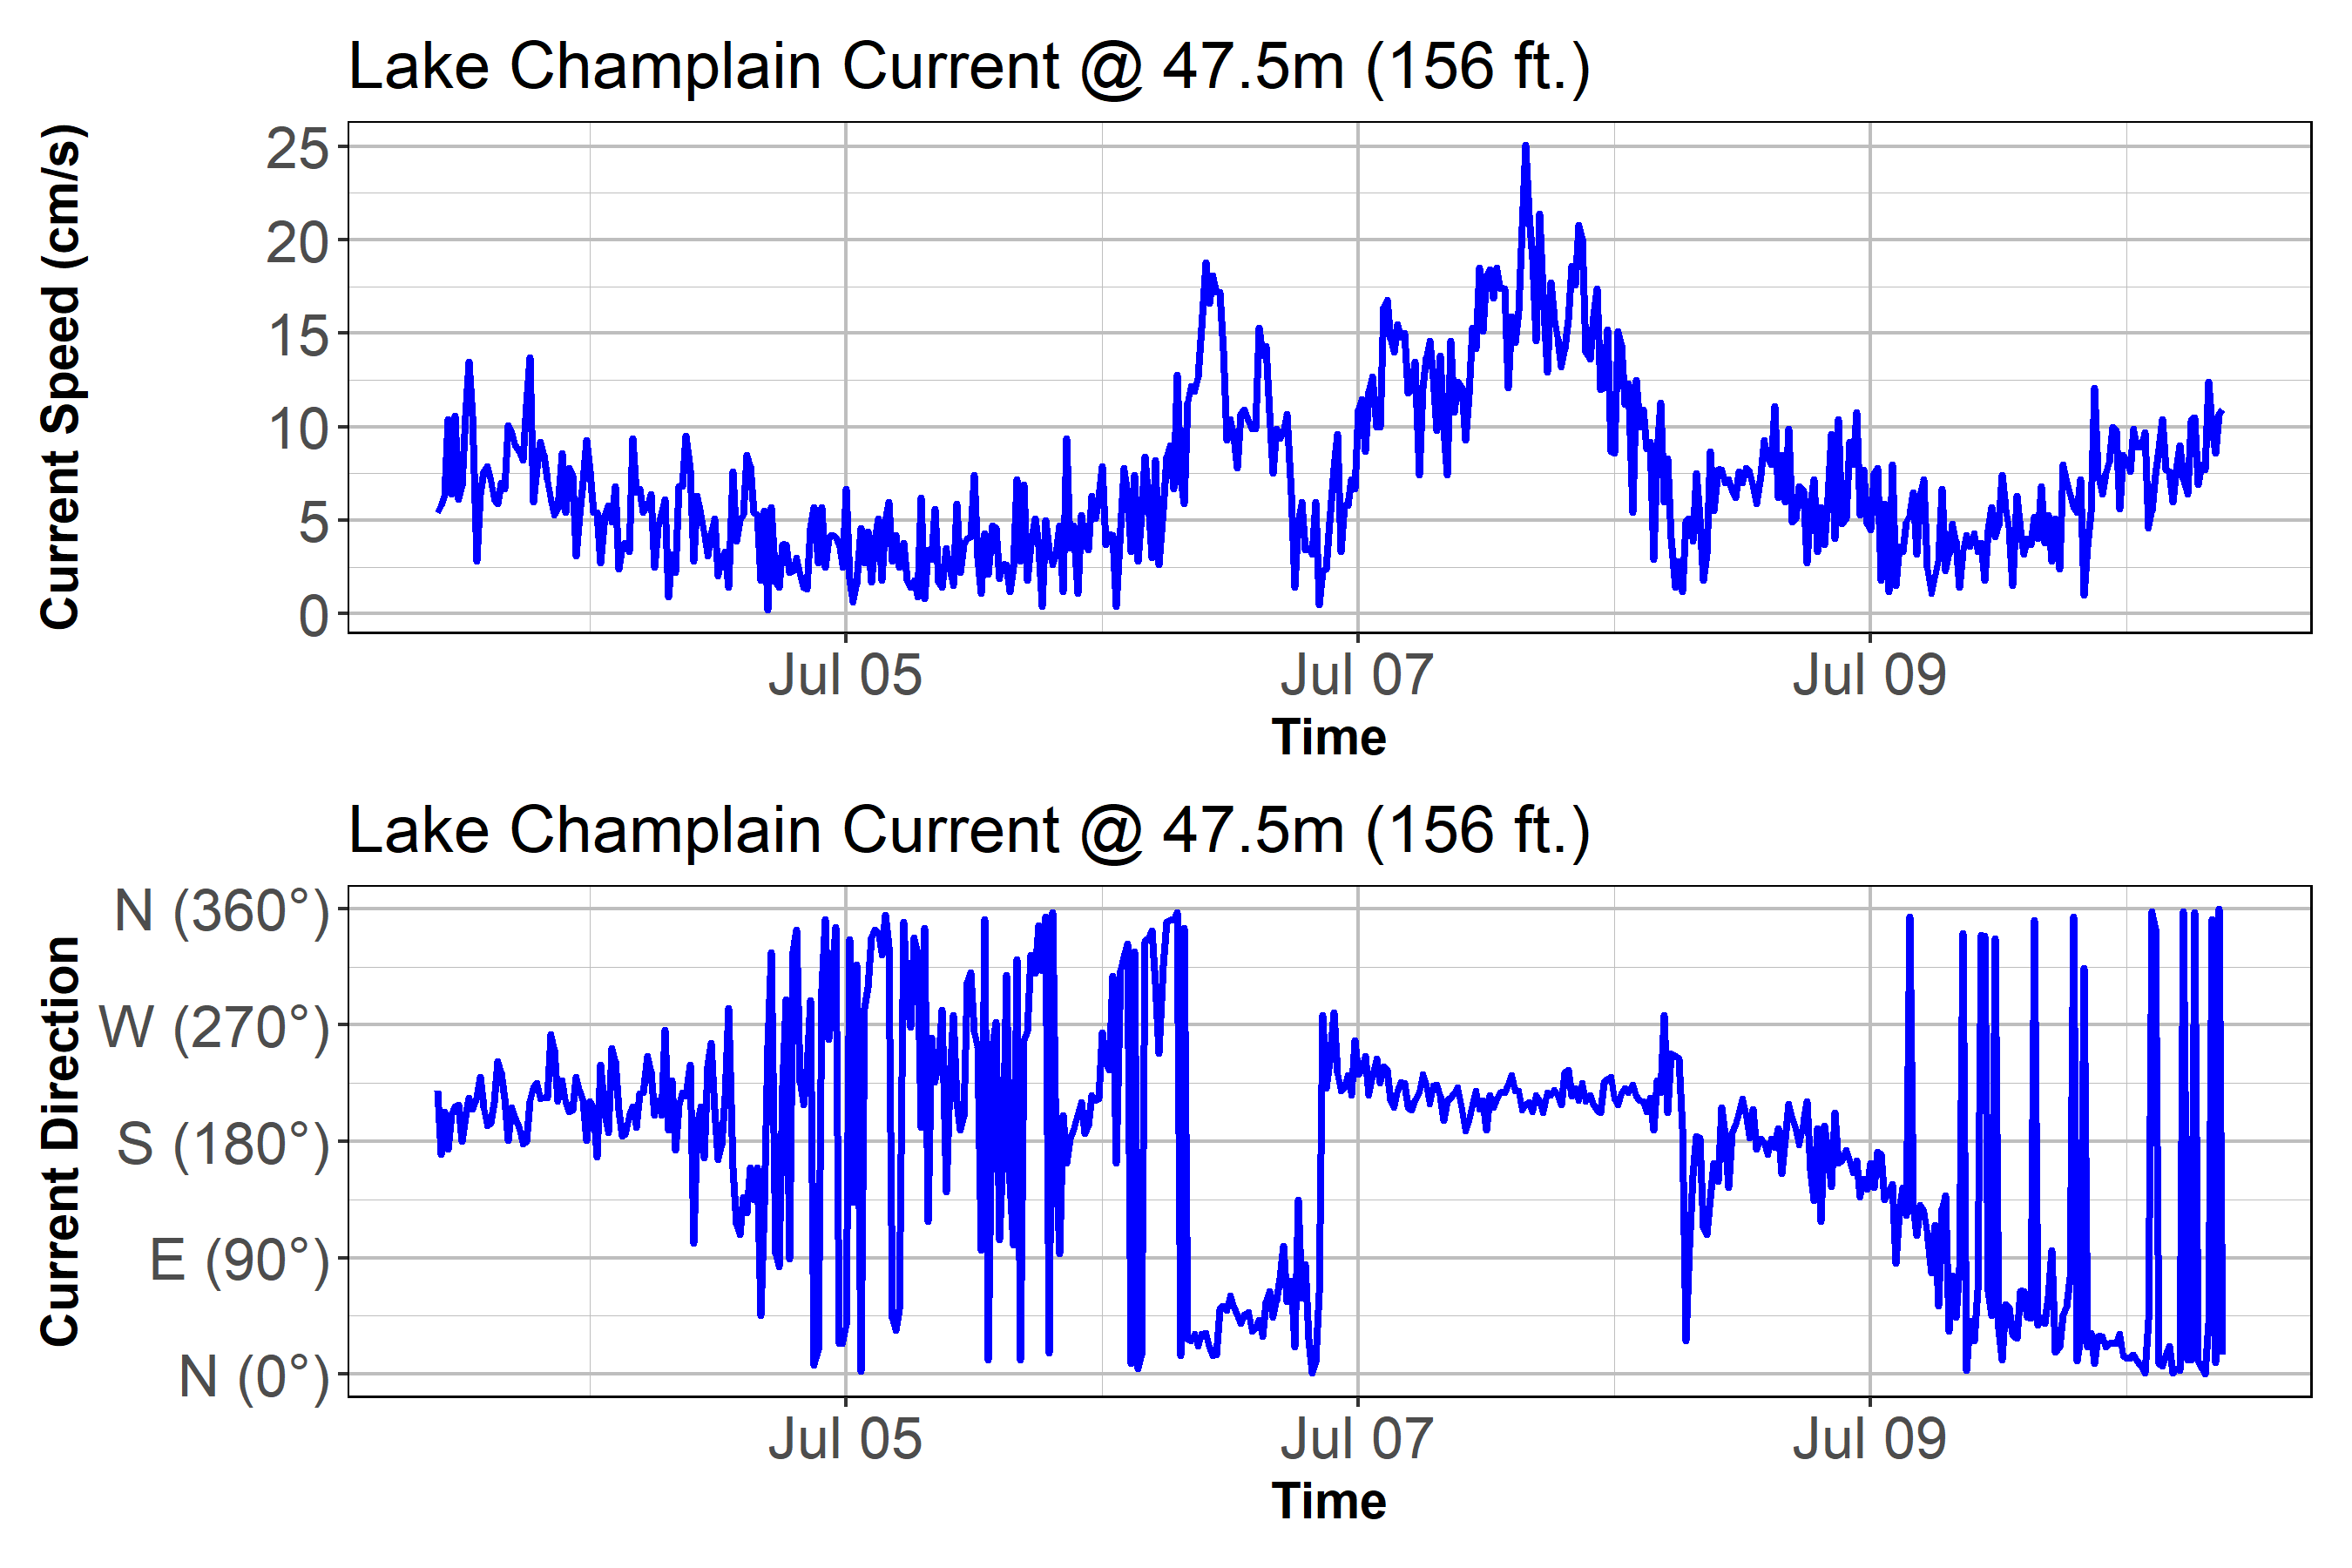 Lake Champlain Current @ 47.5m (156 ft.)
Current Speed (cm/s)
25
20
15
10
5
0
Jul 05 Jul 07 Jul 09
Time
Lake Champlain Current @ 47.5m (156 ft.)
Current Direction
N (360°)
W (270°)
S (180°)
E (90°)
N (0°)
Jul 05 Jul 07 Jul 09
Time